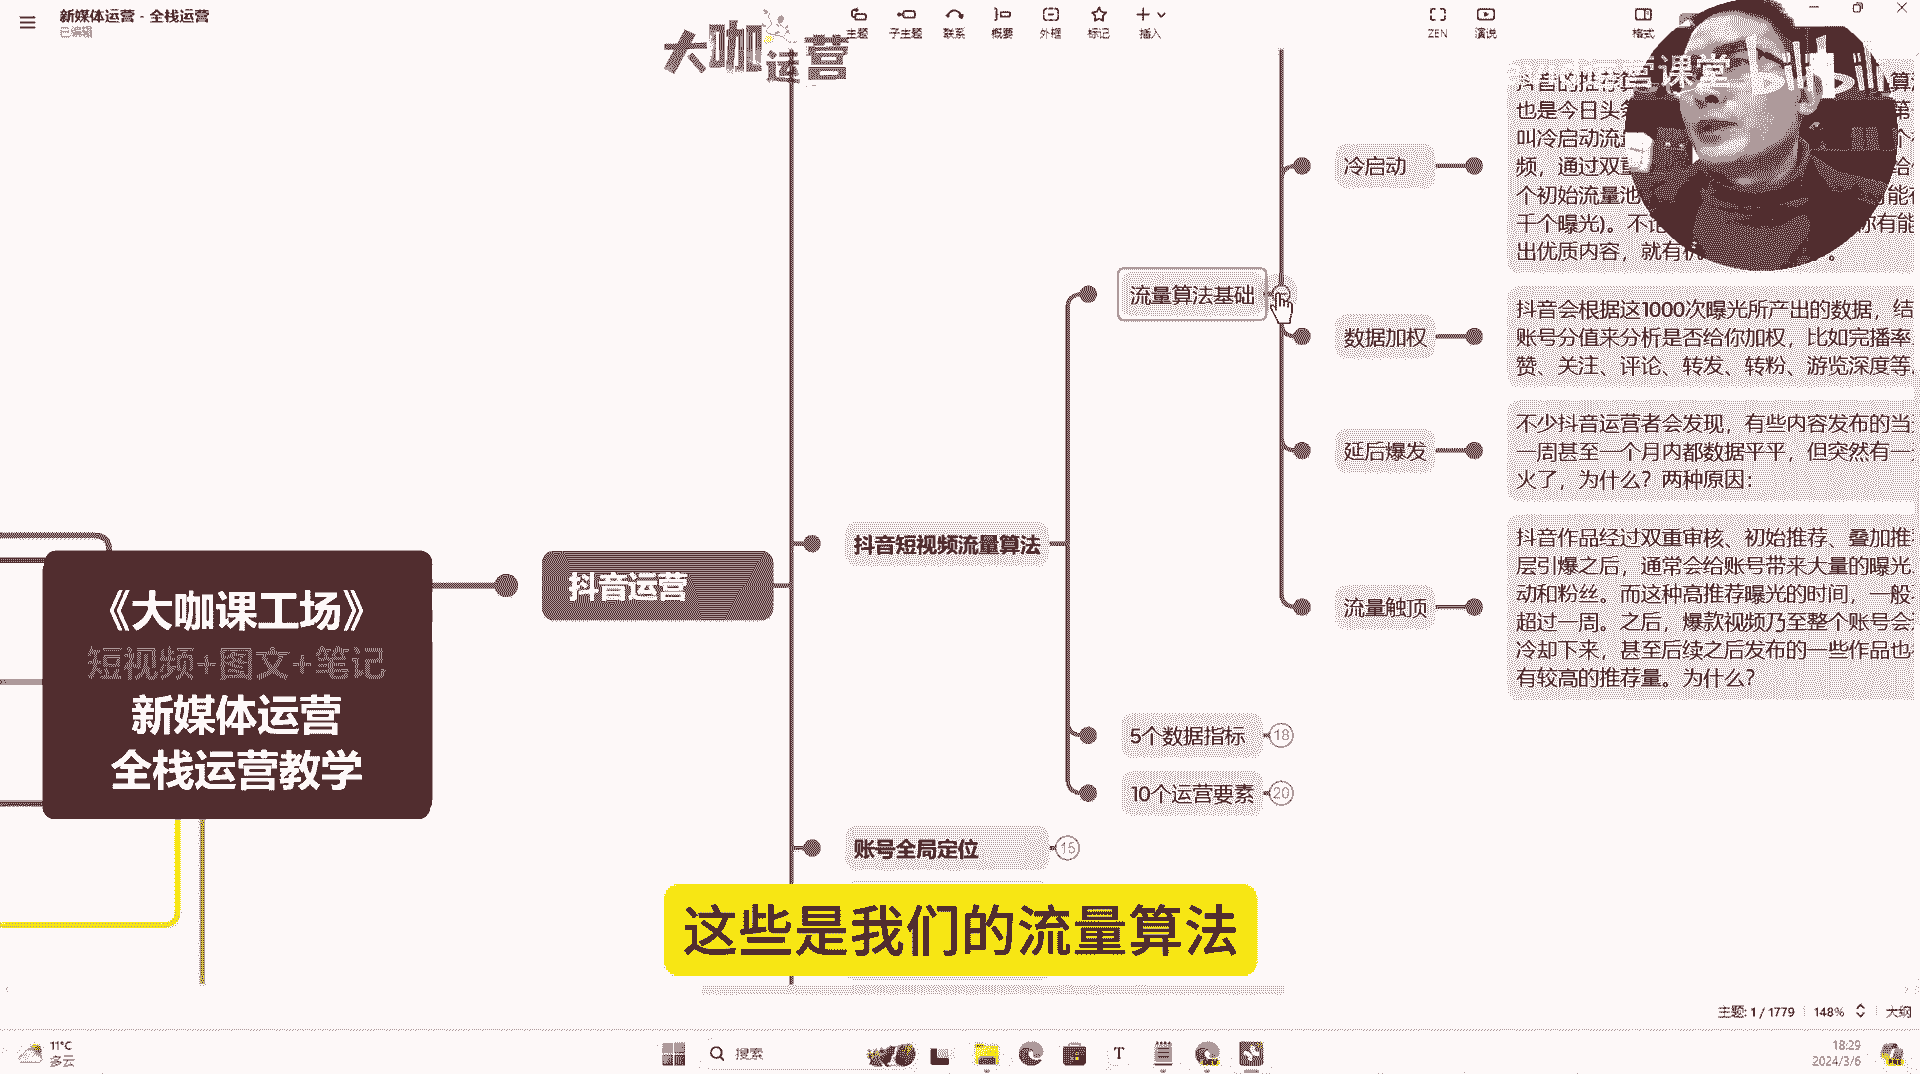 新媒体运营 - 全栈运营
已编辑
主题
子主题
联系
概要
外框
标记
插入
ZEN
演说
格式
大咖运营
运营课堂
bilibili
抖音的推荐算
也是今日头条 第
叫冷启动流量
频，通过双重 给
个初始流量池 能
千个曝光)。不论 你有能
出优质内容，就有机
冷启动
流量算法基础
抖音会根据这1000次曝光所产出的数据，结
账号分值来分析是否给你加权，比如完播率
赞、关注、评论、转发、转粉、游览深度等
数据加权
不少抖音运营者会发现，有些内容发布的当
一周甚至一个月内都数据平平，但突然有一
火了，为什么？两种原因：
延后爆发
抖音作品经过双重审核、初始推荐、叠加推
层引爆之后，通常会给账号带来大量的曝光
动和粉丝。而这种高推荐曝光的时间，一般
超过一周。之后，爆款视频乃至整个账号会
冷却下来，甚至后续之后发布的一些作品也
有较高的推荐量。为什么？
流量触顶
抖音短视频流量算法
抖音运营
《大咖课工场》
短视频+图文+笔记
新媒体运营
全栈运营教学
5个数据指标
18
10个运营要素
20
账号全局定位
15
这些是我们的流量算法
主题: 1 / 1779
148%
大纲
11°C
多云
搜索
18:29
2024/3/6